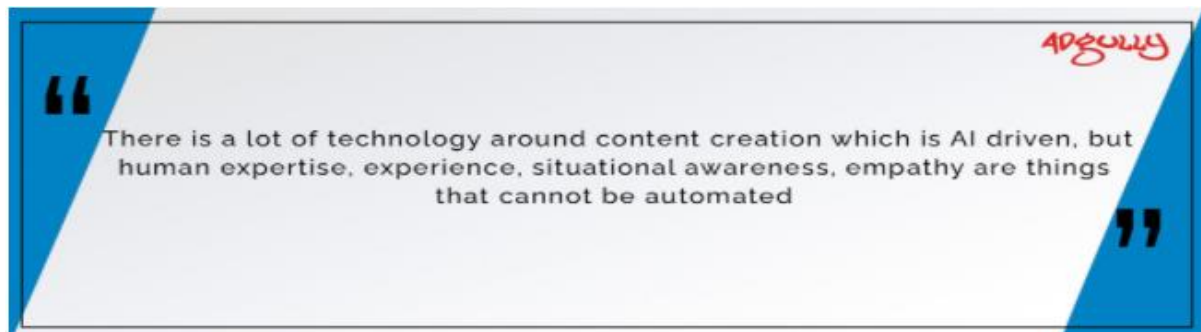 ADGULLY
“
There is a lot of technology around content creation which is AI driven, but
human expertise, experience, situational awareness, empathy are things
that cannot be automated
”